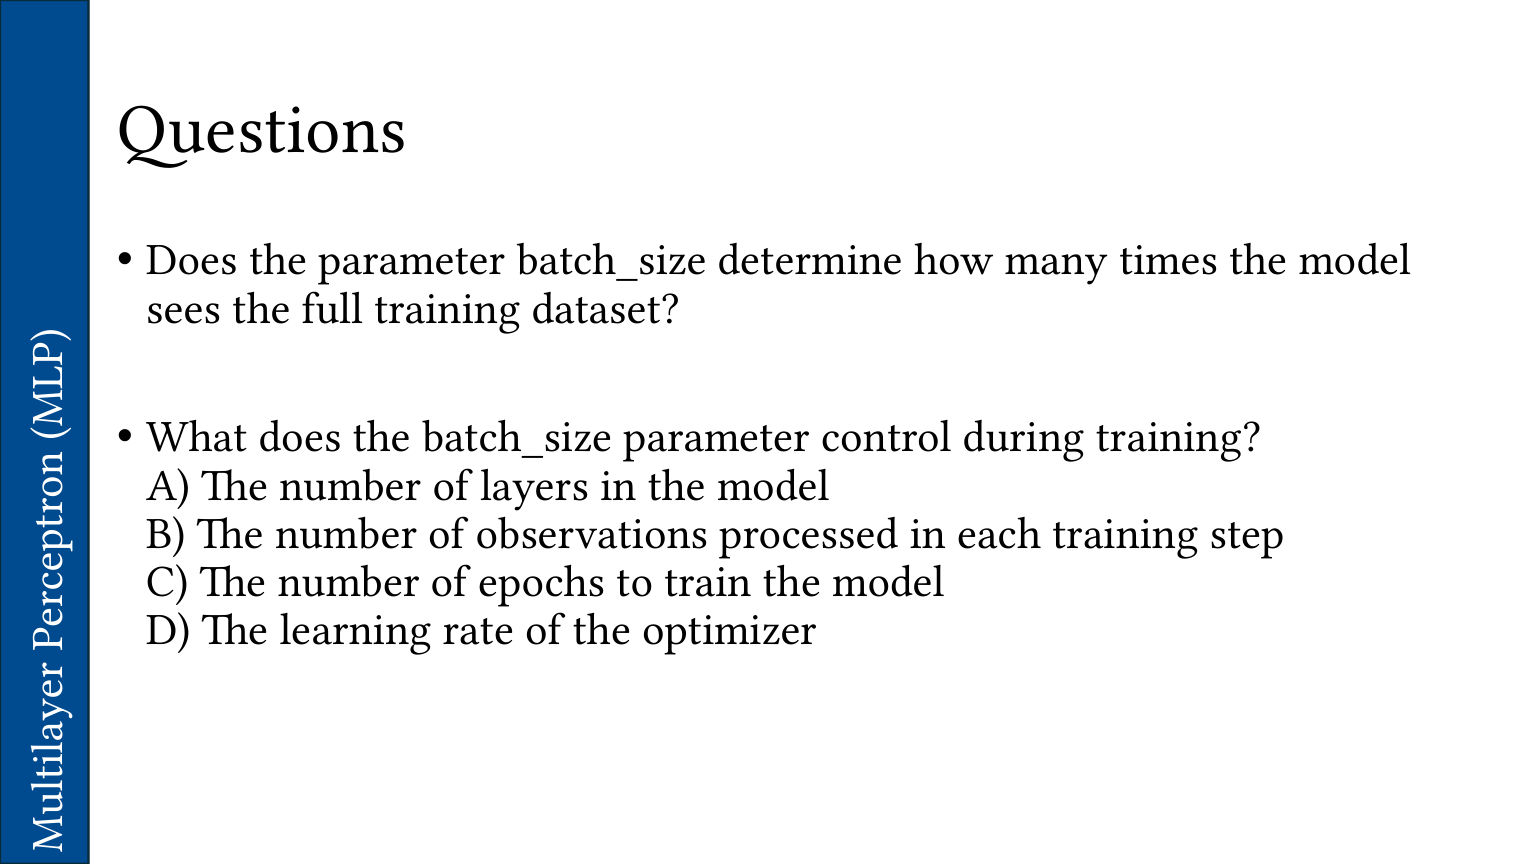 Multilayer Perceptron (MLP)
Questions
• Does the parameter batch_size determine how many times the model
sees the full training dataset?
• What does the batch_size parameter control during training?
A) The number of layers in the model
B) The number of observations processed in each training step
C) The number of epochs to train the model
D) The learning rate of the optimizer